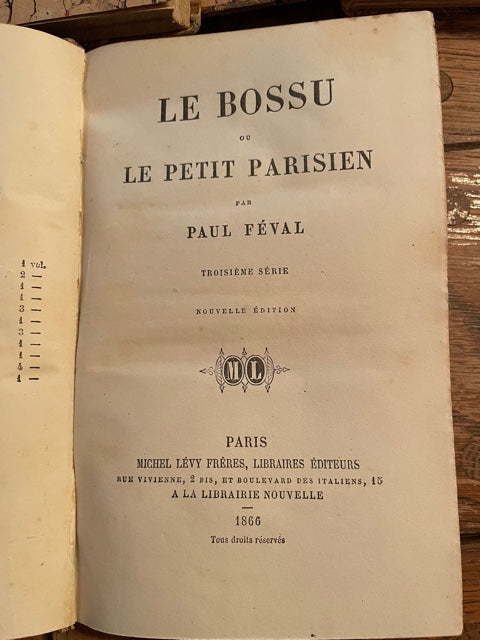 1 vol.
2 —
1 —
1 —
3 —
1 —
3 —
1 —
1 —
4 —
1 —
LE BOSSU
OU
LE PETIT PARISIEN
PAR
PAUL FÉVAL
TROISIÈME SÉRIE
NOUVELLE ÉDITION
ML
PARIS
MICHEL LÉVY FRÈRES, LIBRAIRES ÉDITEURS
RUE VIVIENNE, 2 BIS, ET BOULEVARD DES ITALIENS, 15
A LA LIBRAIRIE NOUVELLE
—
1866
Tous droits réservés